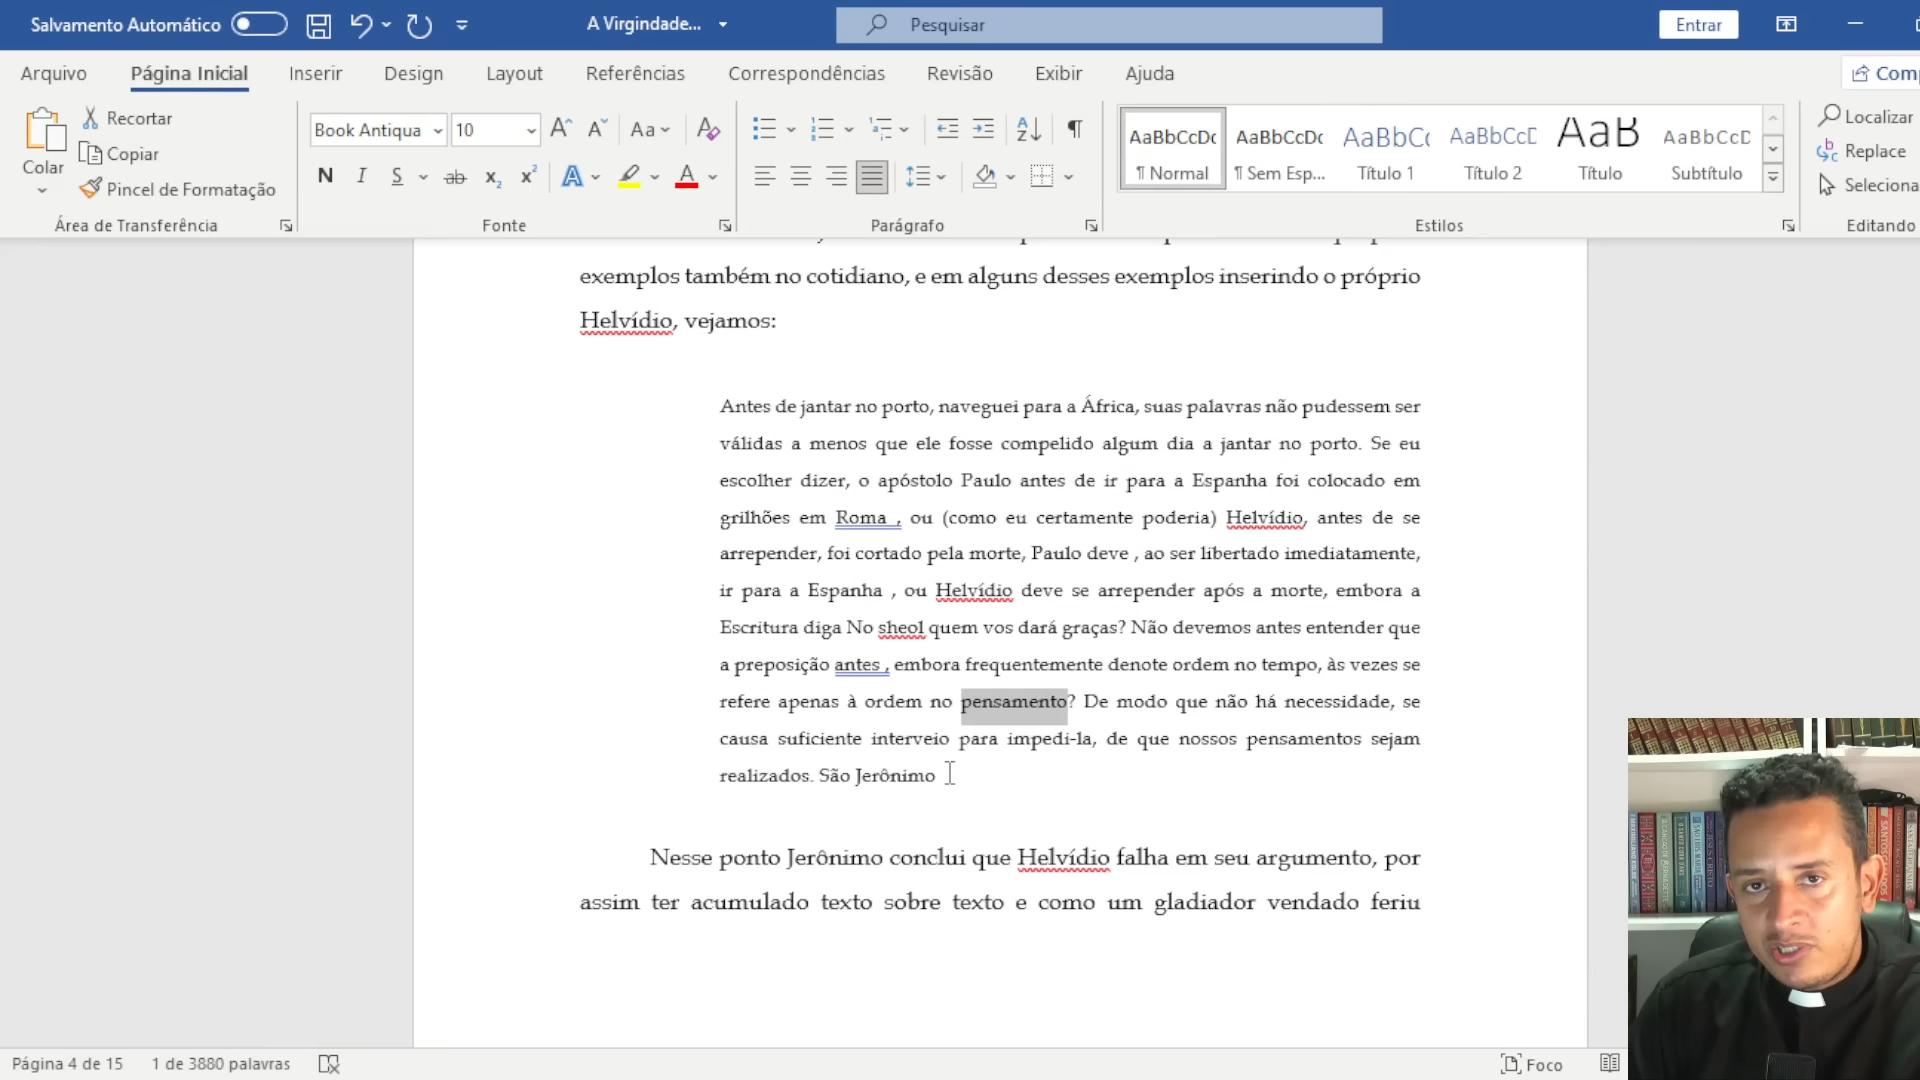 Salvamento Automático
A Virgindade...
Pesquisar
Entrar
Arquivo
Página Inicial
Inserir
Design
Layout
Referências
Correspondências
Revisão
Exibir
Ajuda
Colar
Recortar
Copiar
Pincel de Formatação
Área de Transferência
Book Antiqua
10
Aa
N I S ab x₂ x²
A
A
Fonte
Parágrafo
AaBbCcDc
¶ Normal
AaBbCcDc
¶ Sem Esp...
AaBbC(
Título 1
AaBbCcD
Título 2
AaB
Título
AaBbCcD
Subtítulo
Estilos
Localizar
Replace
Seleciona
Editando
exemplos também no cotidiano, e em alguns desses exemplos inserindo o próprio
Helvídio, vejamos:
Antes de jantar no porto, naveguei para a África, suas palavras não pudessem ser
válidas a menos que ele fosse compelido algum dia a jantar no porto. Se eu
escolher dizer, o apóstolo Paulo antes de ir para a Espanha foi colocado em
grilhões em Roma , ou (como eu certamente poderia) Helvídio, antes de se
arrepender, foi cortado pela morte, Paulo deve , ao ser libertado imediatamente,
ir para a Espanha , ou Helvídio deve se arrepender após a morte, embora a
Escritura diga No sheol quem vos dará graças? Não devemos antes entender que
a preposição antes , embora frequentemente denote ordem no tempo, às vezes se
refere apenas à ordem no pensamento? De modo que não há necessidade, se
causa suficiente interveio para impedi-la, de que nossos pensamentos sejam
realizados. São Jerônimo
Nesse ponto Jerônimo conclui que Helvídio falha em seu argumento, por
assim ter acumulado texto sobre texto e como um gladiador vendado feriu
Página 4 de 15
1 de 3880 palavras
Foco